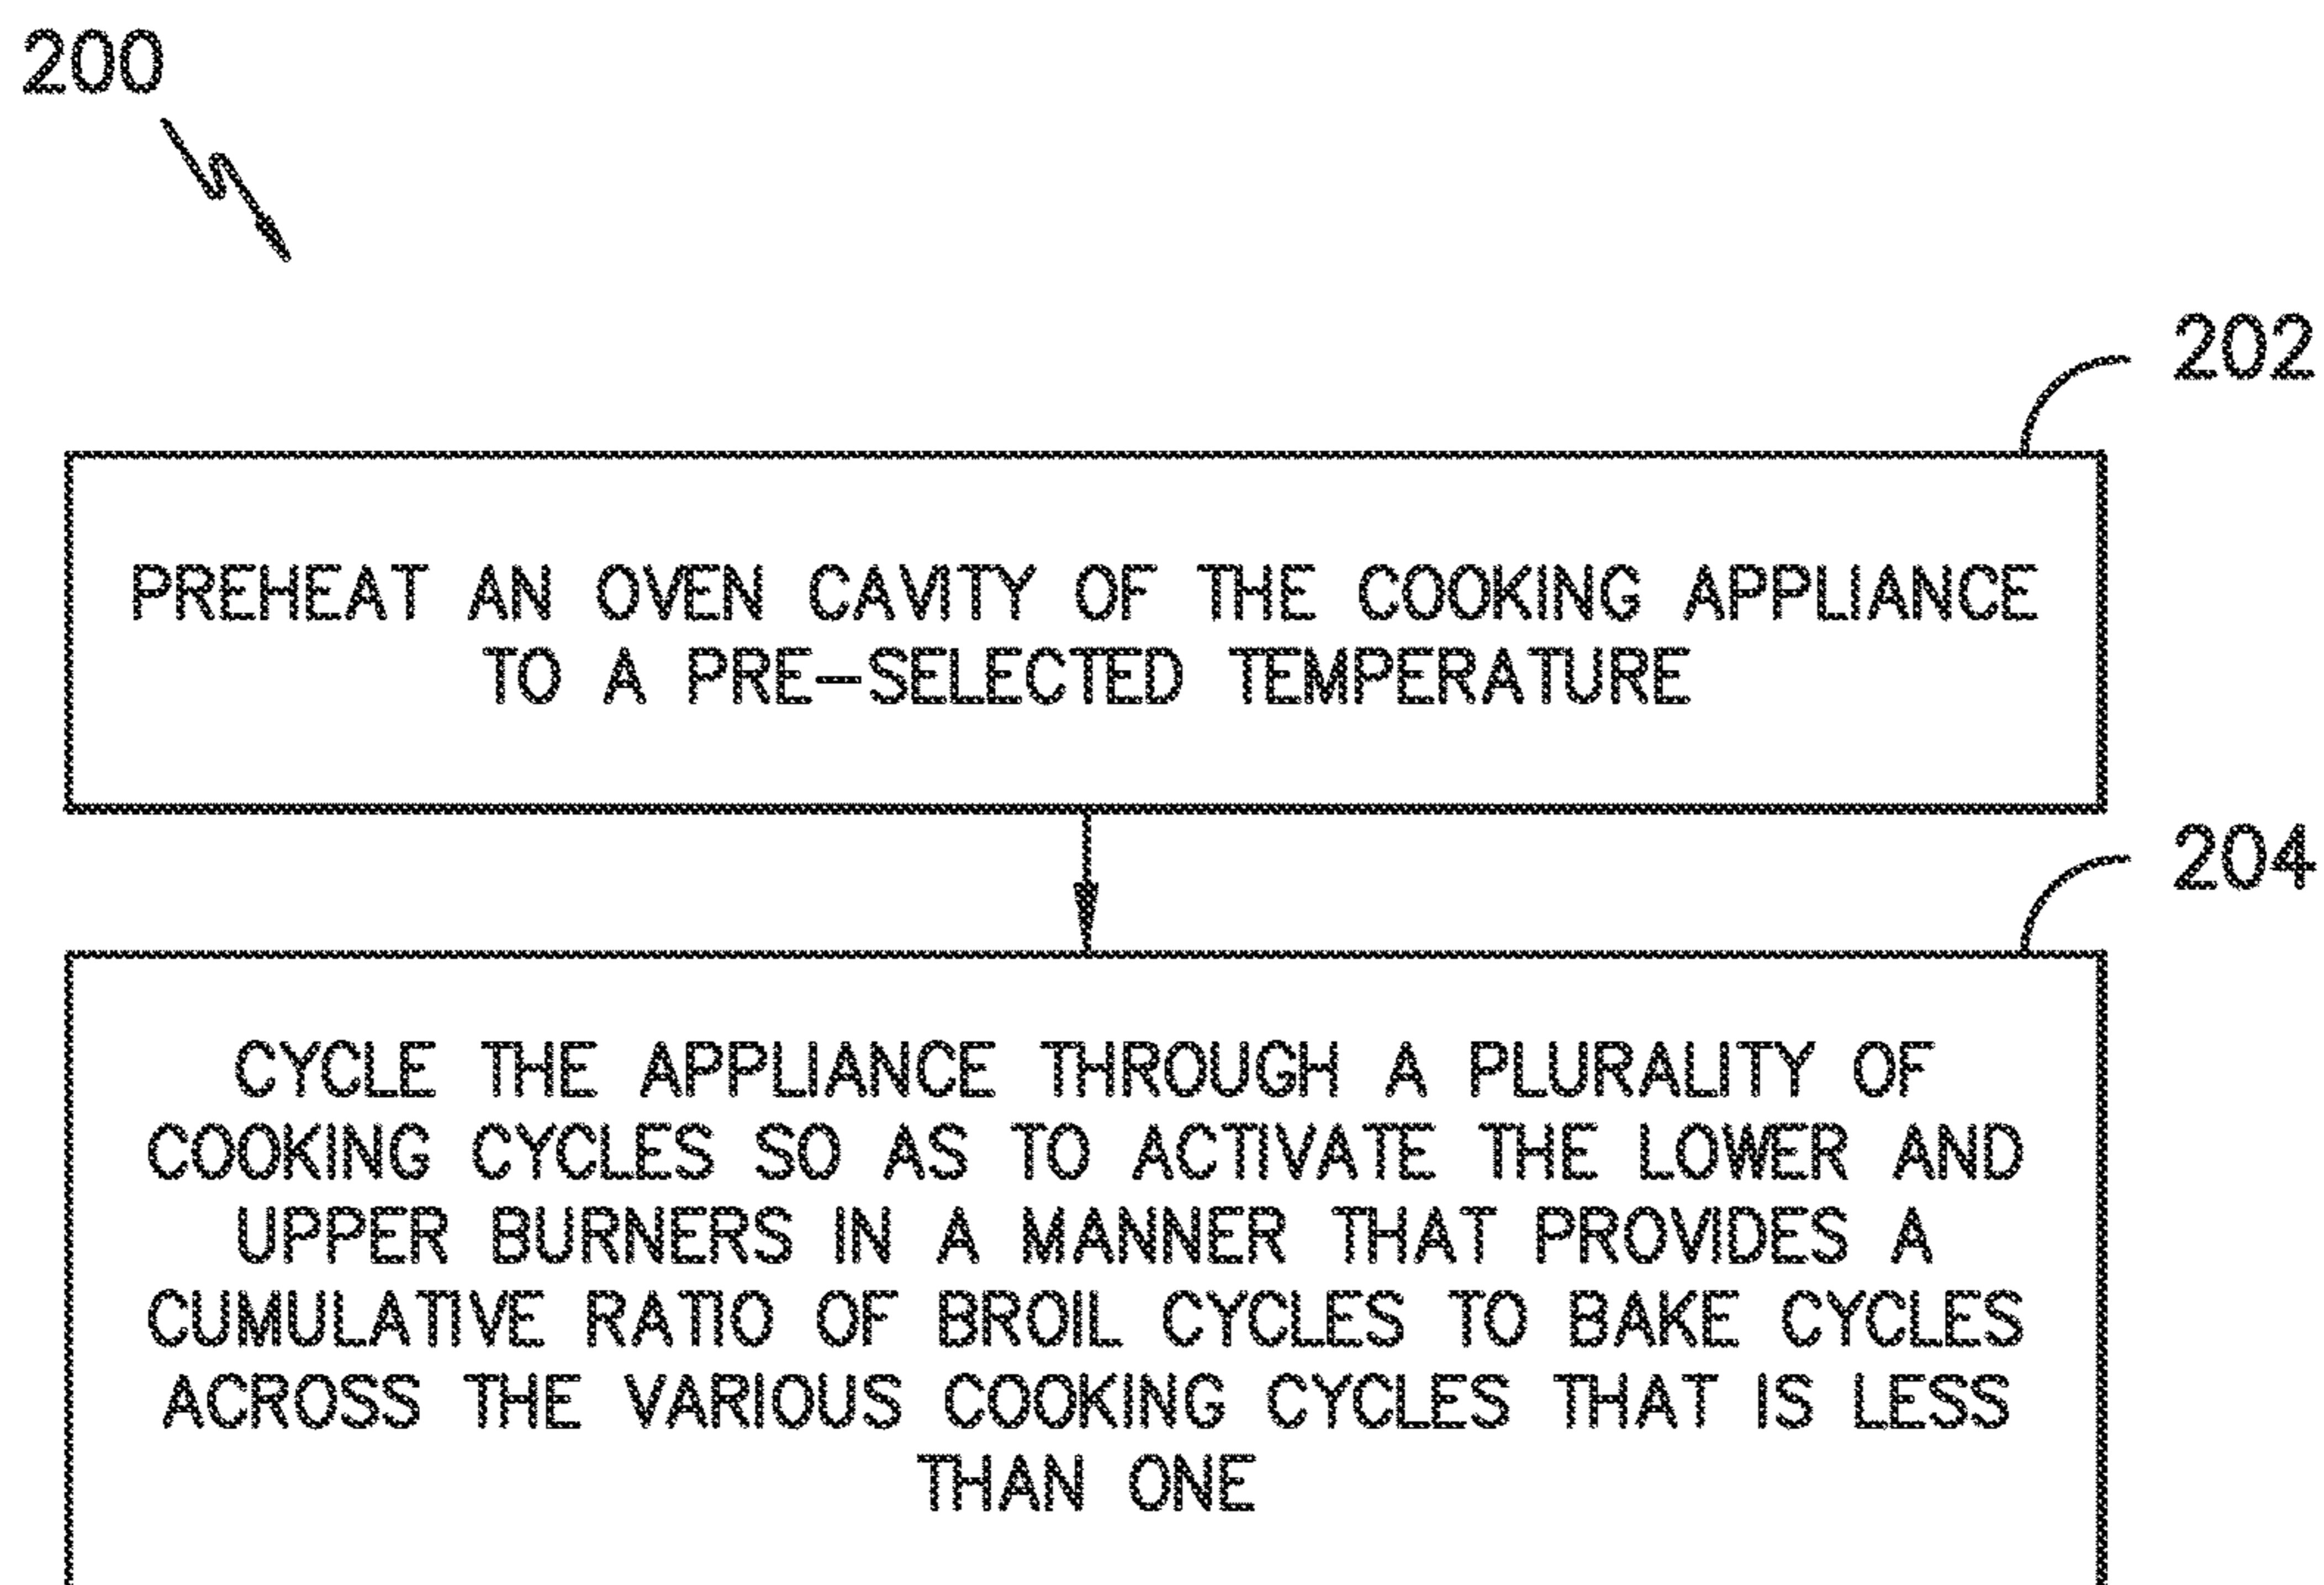 200
202
PREHEAT AN OVEN CAVITY OF THE COOKING APPLIANCE
TO A PRE-SELECTED TEMPERATURE
204
CYCLE THE APPLIANCE THROUGH A PLURALITY OF
COOKING CYCLES SO AS TO ACTIVATE THE LOWER AND
UPPER BURNERS IN A MANNER THAT PROVIDES A
CUMULATIVE RATIO OF BROIL CYCLES TO BAKE CYCLES
ACROSS THE VARIOUS COOKING CYCLES THAT IS LESS
THAN ONE